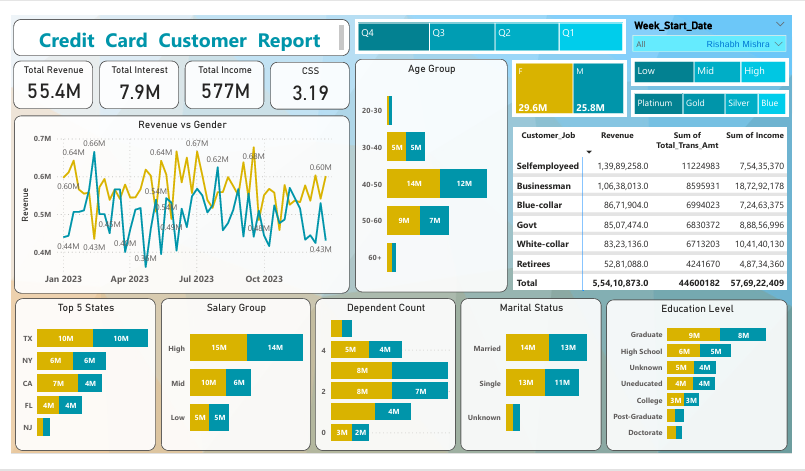 Credit Card Customer Report
Q4 Q3 Q2 Q1
Week_Start_Date
All Rishabh Mishra
Total Revenue
55.4M
Total Interest
7.9M
Total Income
577M
CSS
3.19
Age Group
20-30
30-40 5M 5M
40-50 14M 12M
50-60 9M 7M
60+
F 29.6M
M 25.8M
Low Mid High
Platinum Gold Silver Blue
Revenue vs Gender
Revenue
0.7M
0.6M
0.5M
0.4M
0.64M 0.66M 0.64M 0.67M 0.67M 0.62M 0.68M 0.60M
0.60M 0.54M 0.54M
0.44M 0.43M 0.49M 0.43M
Jan 2023 Apr 2023 Jul 2023 Oct 2023
Customer_Job Revenue Sum of Total_Trans_Amt Sum of Income
Selfemployeed 1,39,89,258.0 11224983 7,54,35,370
Businessman 1,06,38,013.0 8595931 18,72,92,178
Blue-collar 86,71,904.0 6994023 7,24,63,375
Govt 85,07,474.0 6830372 8,88,56,996
White-collar 83,23,136.0 6713203 10,41,40,130
Retirees 52,81,088.0 4241670 4,87,34,360
Total 5,54,10,873.0 44600182 57,69,22,409
Top 5 States
TX 10M 10M
NY 6M 6M
CA 7M 4M
FL 4M 4M
NJ
Salary Group
High 15M 14M
Mid 10M 6M
Low 5M 5M
Dependent Count
4 5M 4M
8M
2 8M 7M
4M
0 3M 2M
Marital Status
Married 14M 13M
Single 13M 11M
Unknown
Education Level
Graduate 9M 8M
High School 6M 5M
Unknown 5M 4M
Uneducated 4M 4M
College 3M 3M
Post-Graduate
Doctorate